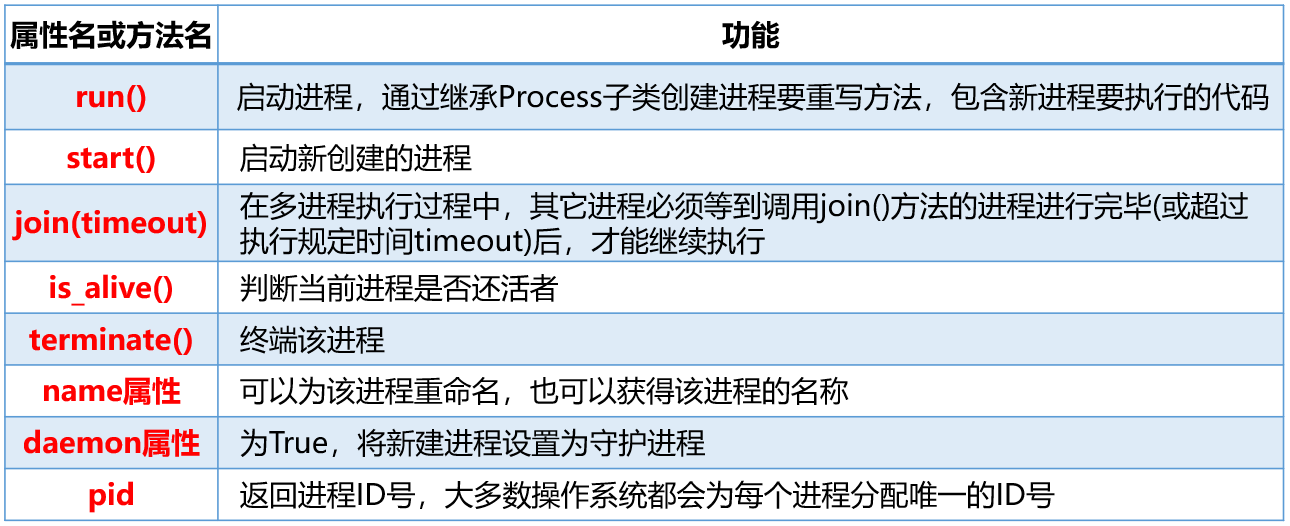 属性名或方法名 功能
run() 启动进程，通过继承Process子类创建进程要重写方法，包含新进程要执行的代码
start() 启动新创建的进程
join(timeout) 在多进程执行过程中，其它进程必须等到调用join()方法的进程进行完毕(或超过
执行规定时间timeout)后，才能继续执行
is_alive() 判断当前进程是否还活者
terminate() 终端该进程
name属性 可以为该进程重命名，也可以获得该进程的名称
daemon属性 为True，将新建进程设置为守护进程
pid 返回进程ID号，大多数操作系统都会为每个进程分配唯一的ID号